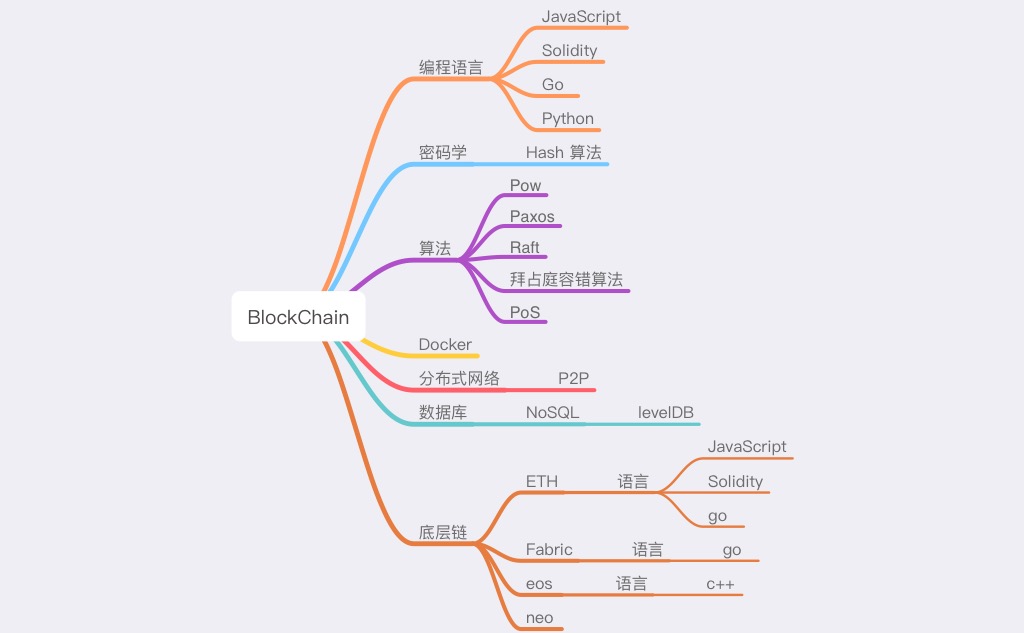 JavaScript
Solidity
编程语言
Go
Python
密码学 Hash 算法
Pow
Paxos
算法 Raft
拜占庭容错算法
BlockChain PoS
Docker
分布式网络 P2P
数据库 NoSQL levelDB
JavaScript
ETH 语言 Solidity
go
底层链
Fabric 语言 go
eos 语言 c++
neo